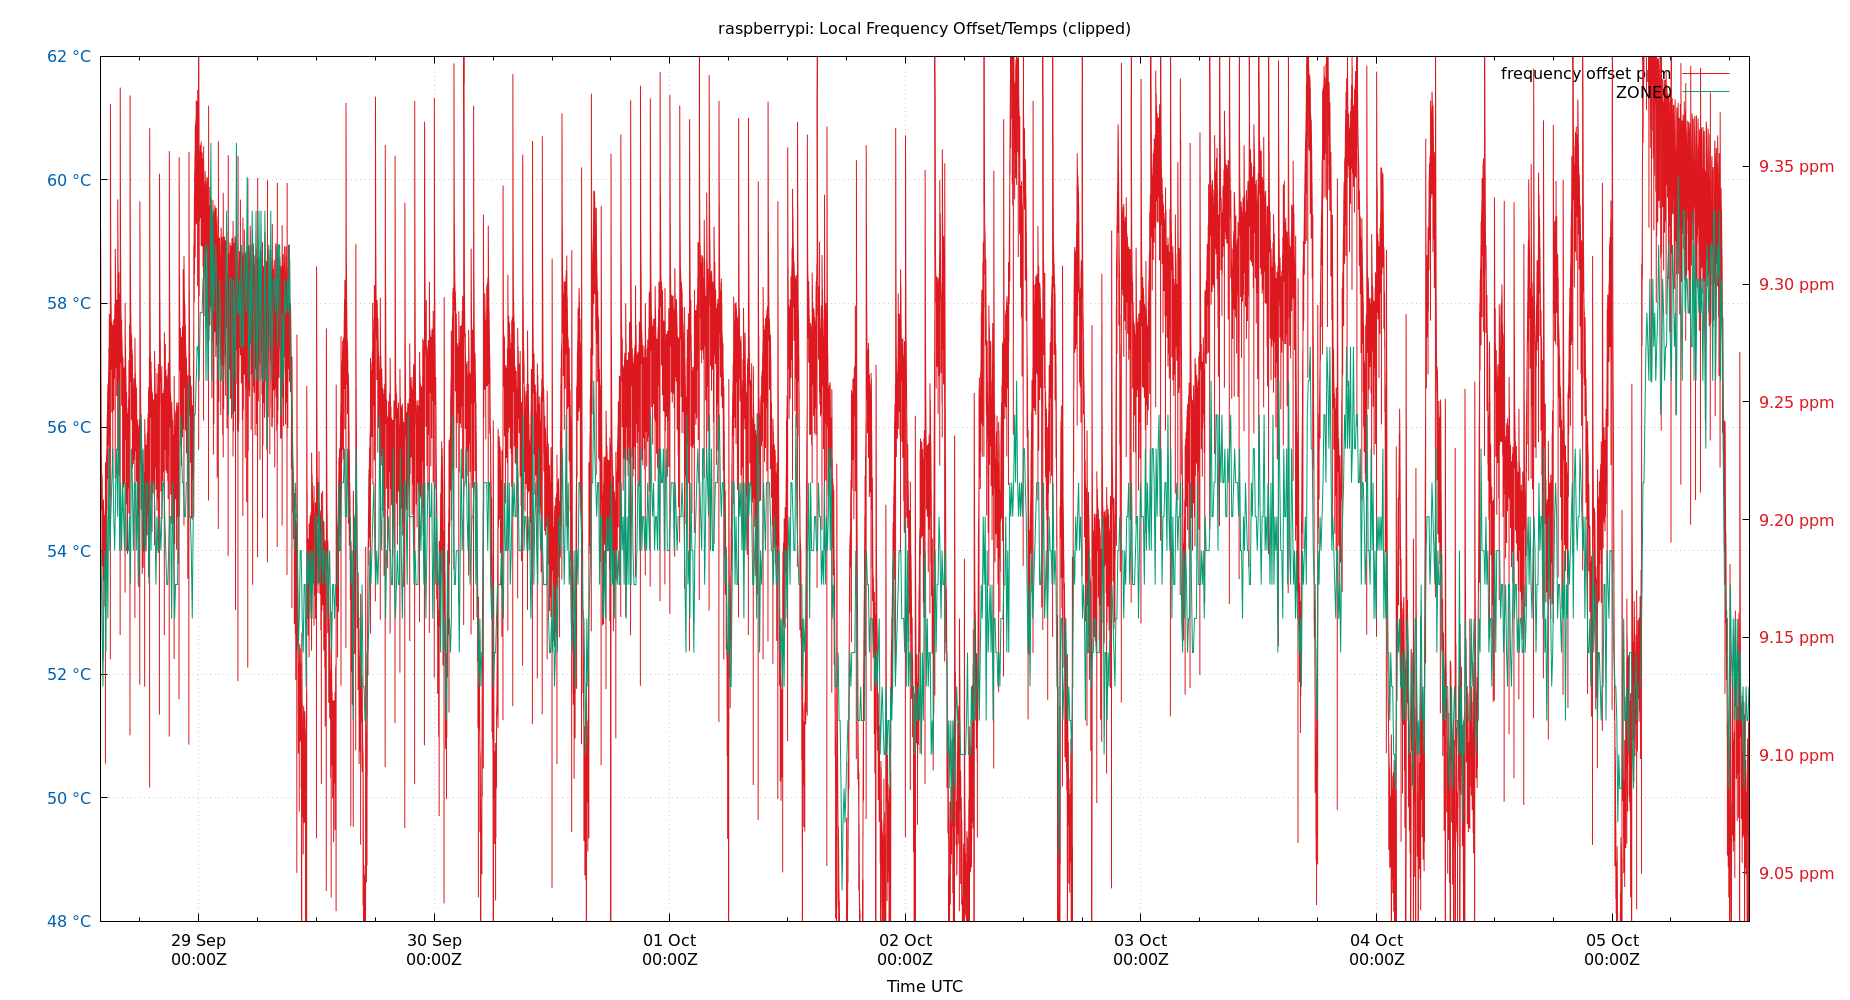 raspberrypi: Local Frequency Offset/Temps (clipped)
62 °C
60 °C
58 °C
56 °C
54 °C
52 °C
50 °C
48 °C
frequency offset ppm
ZONE0
9.35 ppm
9.30 ppm
9.25 ppm
9.20 ppm
9.15 ppm
9.10 ppm
9.05 ppm
29 Sep
00:00Z
30 Sep
00:00Z
01 Oct
00:00Z
02 Oct
00:00Z
03 Oct
00:00Z
04 Oct
00:00Z
05 Oct
00:00Z
Time UTC